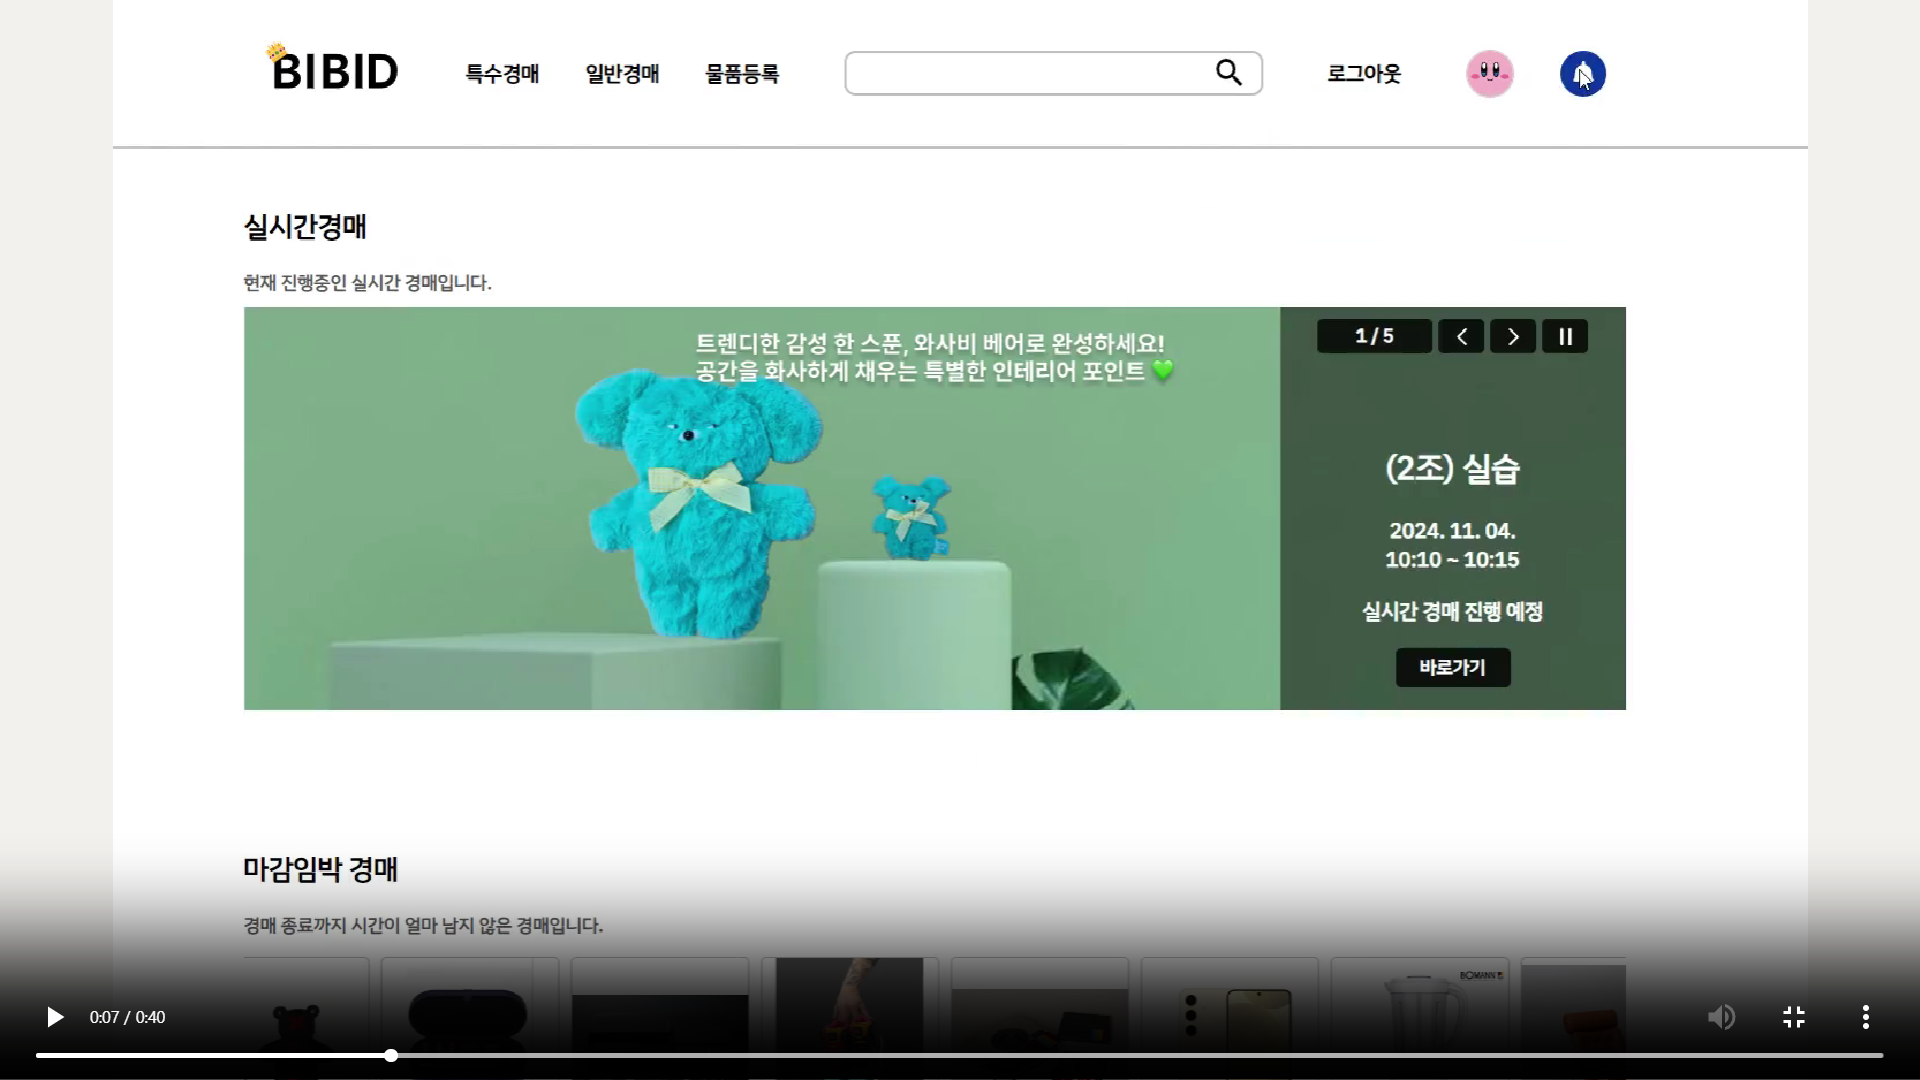 BIBID
특수경매
일반경매
물품등록
로그아웃
실시간경매
현재 진행중인 실시간 경매입니다.
트렌디한 감성 한 스푼, 와사비 베어로 완성하세요!
공간을 화사하게 채우는 특별한 인테리어 포인트 💚
1 / 5
(2조) 실습
2024. 11. 04.
10:10 ~ 10:15
실시간 경매 진행 예정
바로가기
마감임박 경매
경매 종료까지 시간이 얼마 남지 않은 경매입니다.
BOMANN
0:07 / 0:40